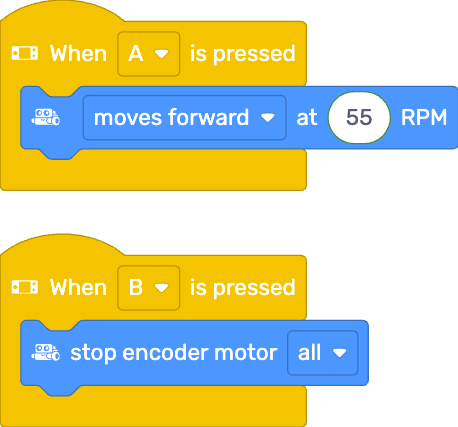 When A is pressed
moves forward at 55 RPM
When B is pressed
stop encoder motor all